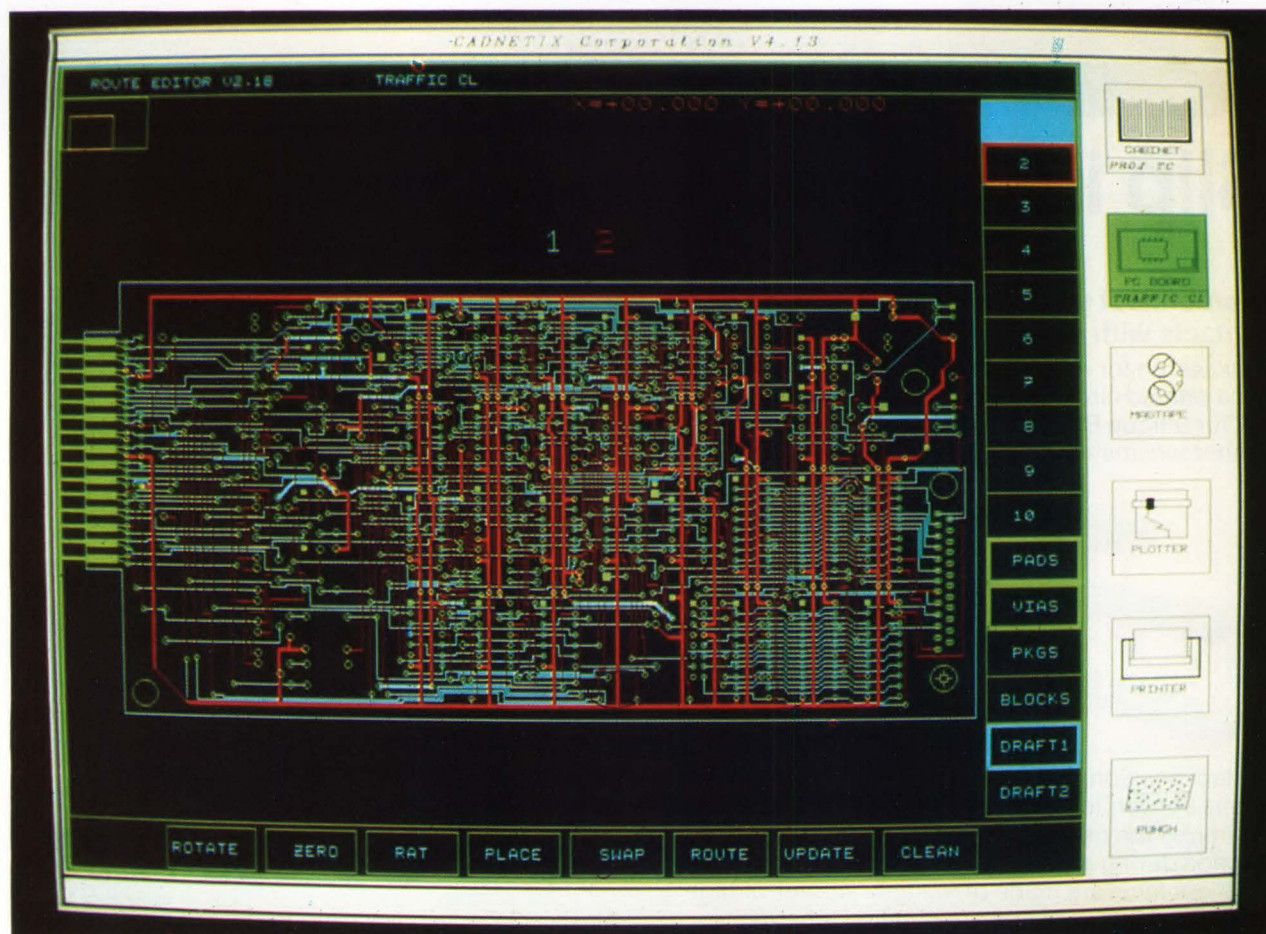 CADNETIX Corporation V4.13
ROUTE EDITOR V2.18 TRAFFIC CL
X=+00.000 Y=+00.000
1 2
2
3
4
5
6
7
8
9
10
PADS
VIAS
PKGS
BLOCKS
DRAFT1
DRAFT2
ROTATE ZERO RAT PLACE SWAP ROUTE UPDATE CLEAN
CABINET
PROJ TC
PC BOARD
TRAFFIC CL
MAGTAPE
PLOTTER
PRINTER
PUNCH